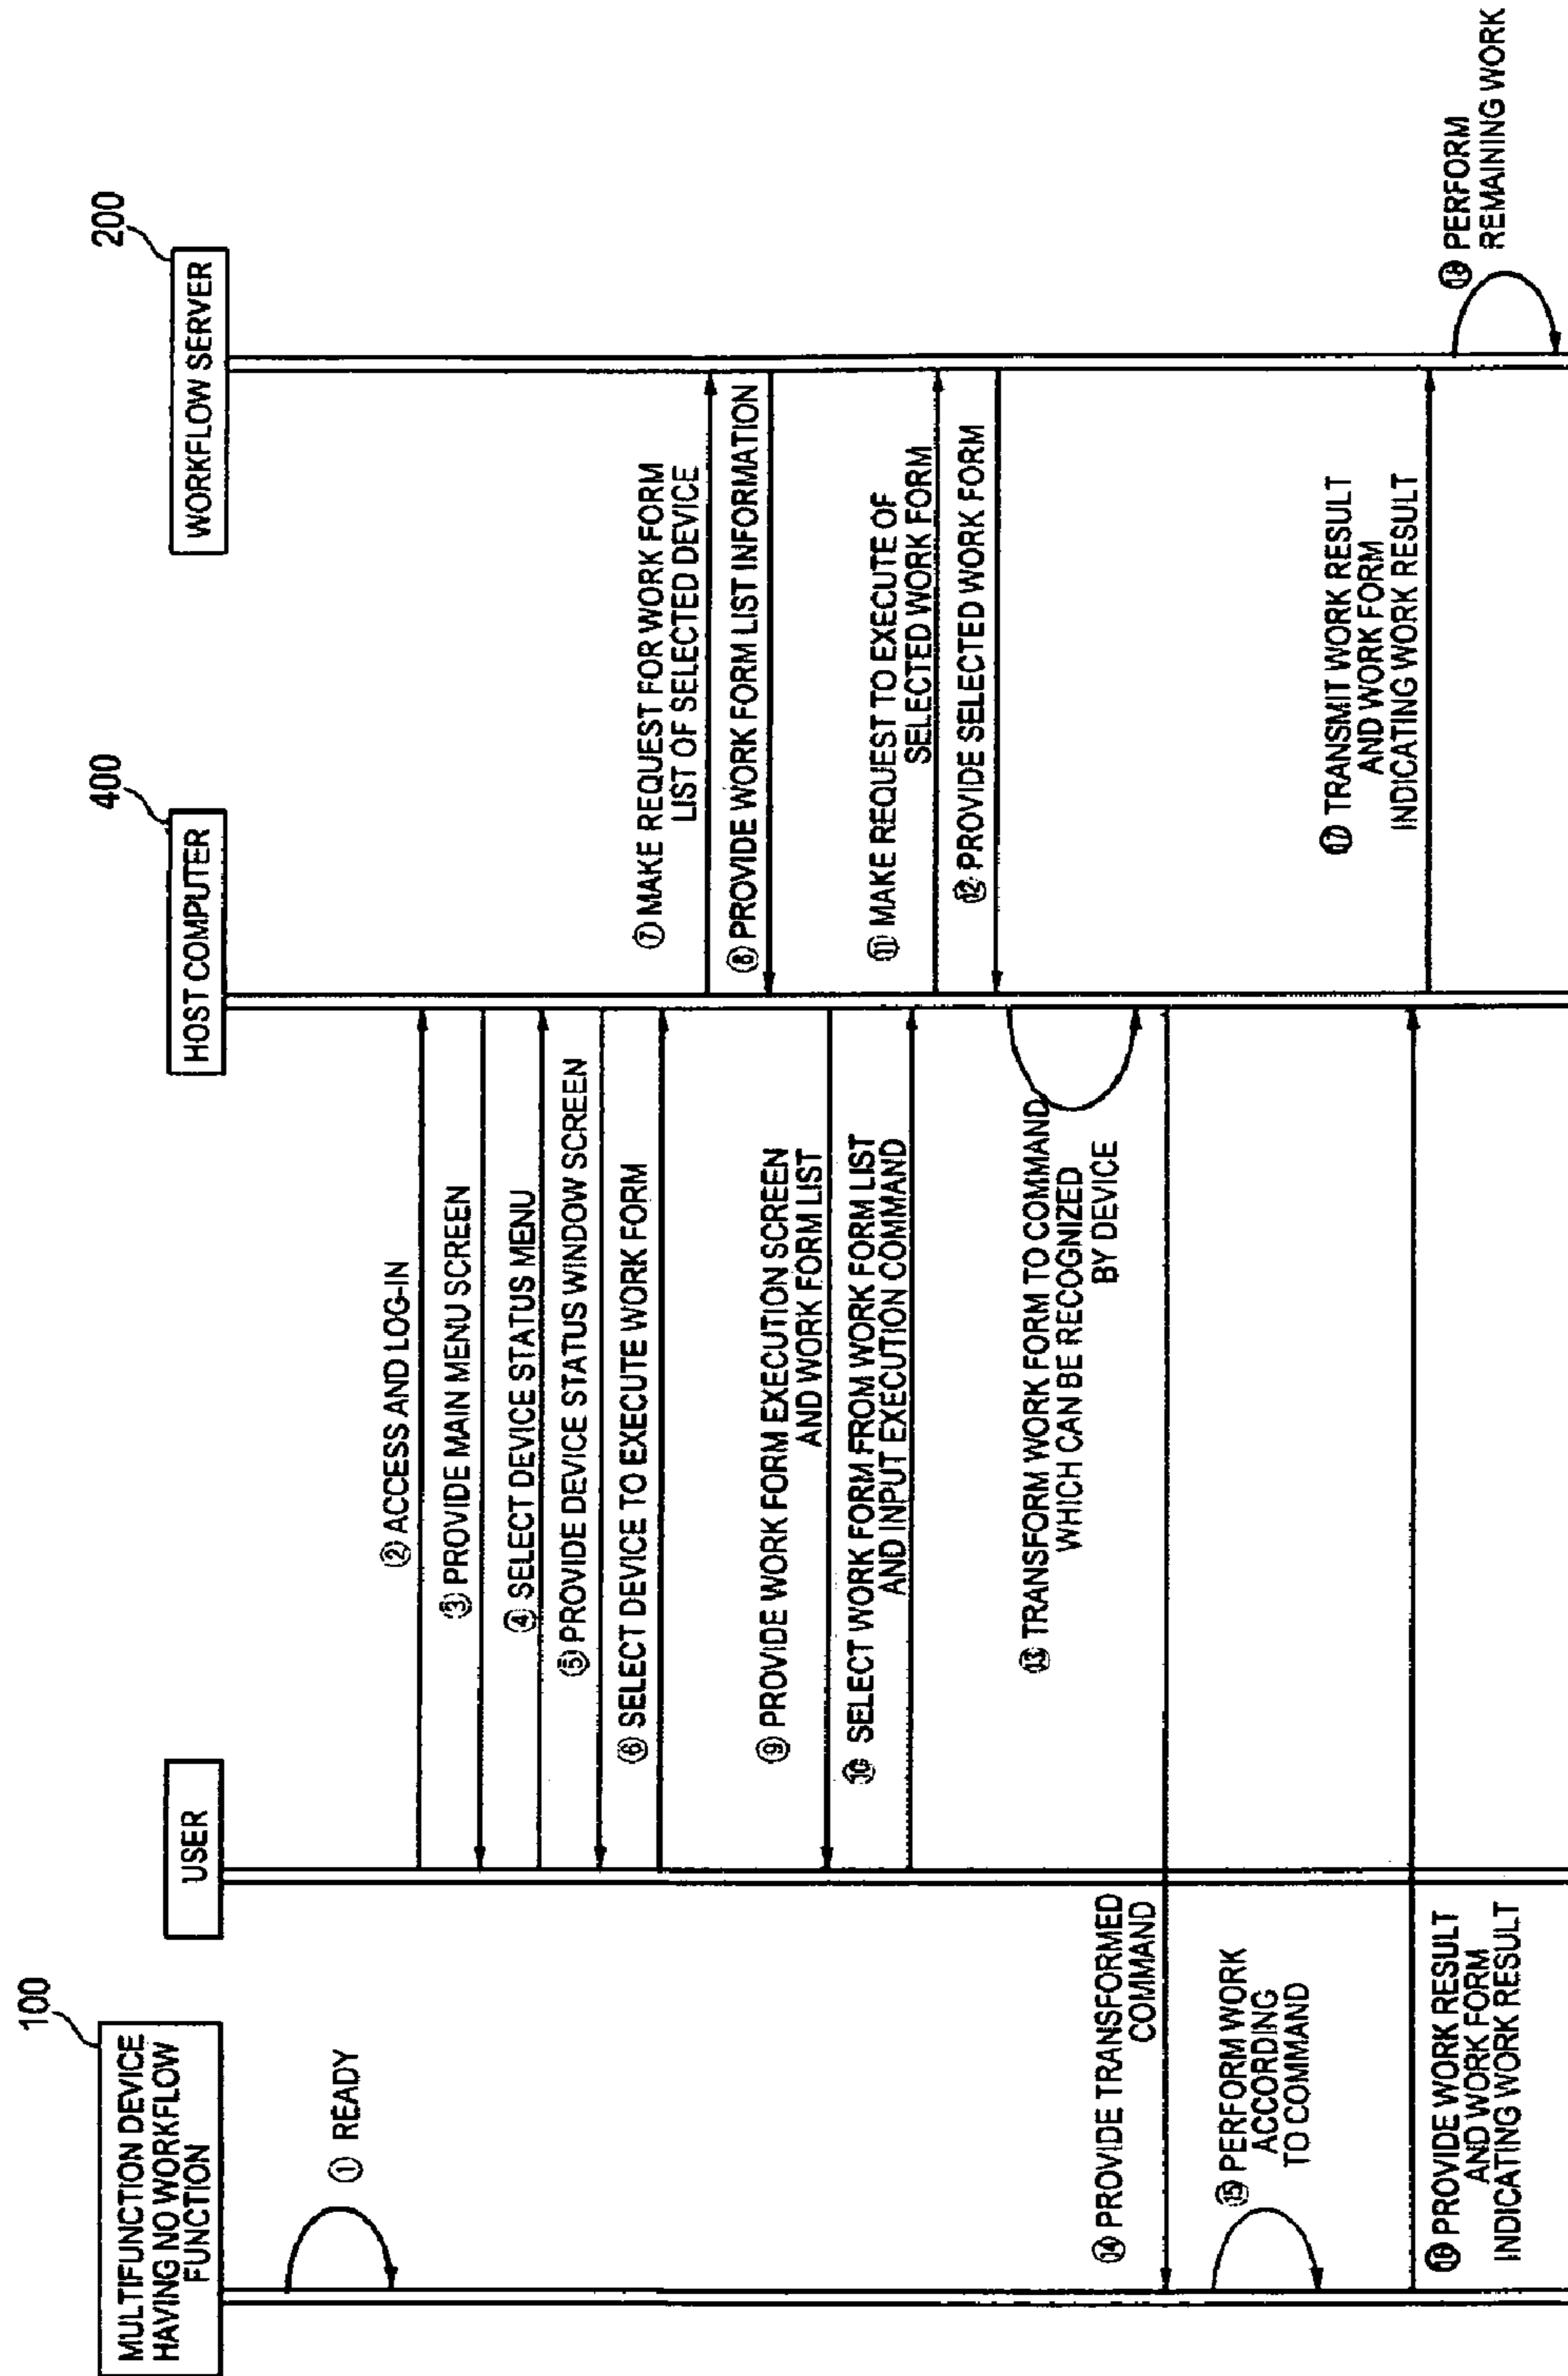 100
MULTIFUNCTION DEVICE
HAVING NO WORKFLOW
FUNCTION
USER
400
HOST COMPUTER
200
WORKFLOW SERVER
① READY
② ACCESS AND LOG-IN
③ PROVIDE MAIN MENU SCREEN
④ SELECT DEVICE STATUS MENU
⑤ PROVIDE DEVICE STATUS WINDOW SCREEN
⑥ SELECT DEVICE TO EXECUTE WORK FORM
⑦ MAKE REQUEST FOR WORK FORM
LIST OF SELECTED DEVICE
⑧ PROVIDE WORK FORM LIST INFORMATION
⑨ PROVIDE WORK FORM EXECUTION SCREEN
AND WORK FORM LIST
⑩ SELECT WORK FORM FROM WORK FORM LIST
AND INPUT EXECUTION COMMAND
⑪ MAKE REQUEST TO EXECUTE OF
SELECTED WORK FORM
⑫ PROVIDE SELECTED WORK FORM
⑬ TRANSFORM WORK FORM TO COMMAND
WHICH CAN BE RECOGNIZED
BY DEVICE
⑭ PROVIDE TRANSFORMED
COMMAND
⑮ PERFORM WORK
ACCORDING
TO COMMAND
⑯ PROVIDE WORK RESULT
AND WORK FORM
INDICATING WORK RESULT
⑰ TRANSMIT WORK RESULT
AND WORK FORM
INDICATING WORK RESULT
⑱ PERFORM
REMAINING WORK